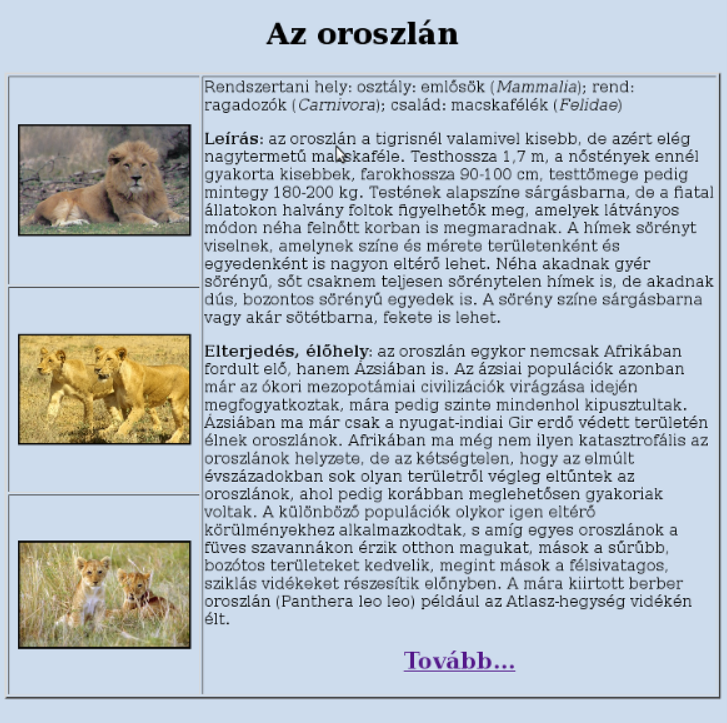 Az oroszlán
Rendszertani hely: osztály: emlősök (Mammalia); rend:
ragadozók (Carnivora); család: macskafélék (Felidae)
Leírás: az oroszlán a tigrisnél valamivel kisebb, de azért elég
nagytermetű macskaféle. Testhossza 1,7 m, a nőstények ennél
gyakorta kisebbek, farokhossza 90-100 cm, testtömege pedig
mintegy 180-200 kg. Testének alapszíne sárgásbarna, de a fiatal
állatokon halvány foltok figyelhetők meg, amelyek látványos
módon néha felnőtt korban is megmaradnak. A hímek sörényt
viselnek, amelynek színe és mérete területenként és
egyedenként is nagyon eltérő lehet. Néha akadnak gyér
sörényű, sőt csaknem teljesen sörénytelen hímek is, de akadnak
dús, bozontos sörényű egyedek is. A sörény színe sárgásbarna
vagy akár sötétbarna, fekete is lehet.
Elterjedés, élőhely: az oroszlán egykor nemcsak Afrikában
fordult elő, hanem Ázsiában is. Az ázsiai populációk azonban
már az ókori mezopotámiai civilizációk virágzása idején
megfogyatkoztak, mára pedig szinte mindenhol kipusztultak.
Ázsiában ma már csak a nyugat-indiai Gir erdő védett területén
élnek oroszlánok. Afrikában ma még nem ilyen katasztrofális az
oroszlánok helyzete, de az kétségtelen, hogy az elmúlt
évszázadokban sok olyan területről végleg eltűntek az
oroszlánok, ahol pedig korábban meglehetősen gyakoriak
voltak. A különböző populációk olykor igen eltérő
körülményekhez alkalmazkodtak, s amíg egyes oroszlánok a
füves szavannákon érzik otthon magukat, mások a sűrűbb,
bozótos területeket kedvelik, megint mások a félsivatagos,
sziklás vidékeket részesítik előnyben. A mára kiirtott berber
oroszlán (Panthera leo leo) például az Atlasz-hegység vidékén
élt.
Tovább...